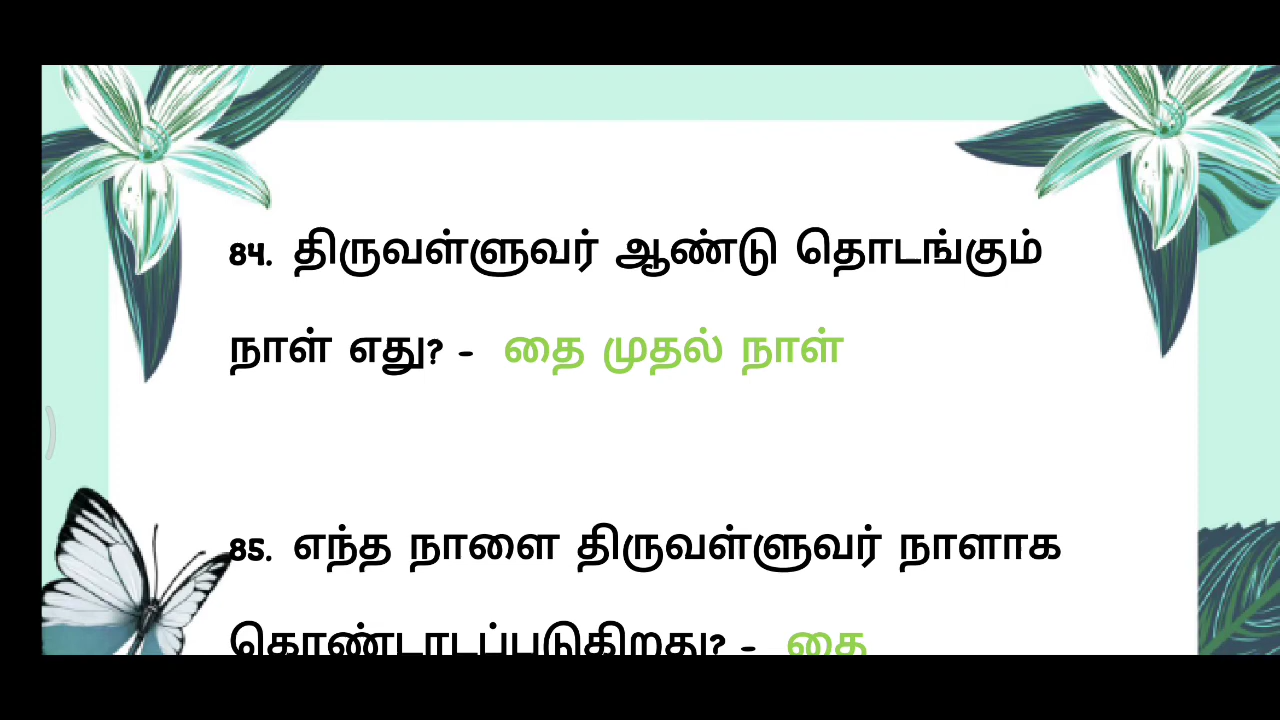 84. திருவள்ளுவர் ஆண்டு தொடங்கும்
நாள் எது? - தை முதல் நாள்
85. எந்த நாளை திருவள்ளுவர் நாளாக
கொண்டாடப்படுகிறது? - தை